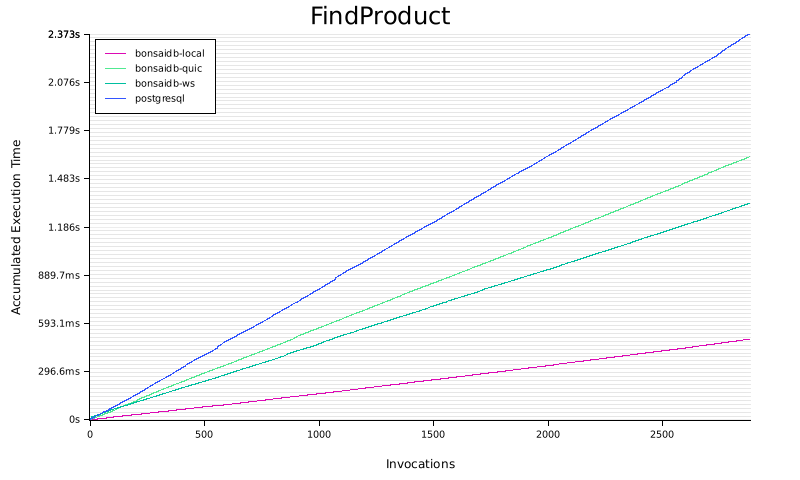 FindProduct
2.373s
2.076s
1.779s
1.483s
1.186s
889.7ms
593.1ms
296.6ms
0s
bonsaidb-local
bonsaidb-quic
bonsaidb-ws
postgresql
Accumulated Execution Time
0
500
1000
1500
2000
2500
Invocations